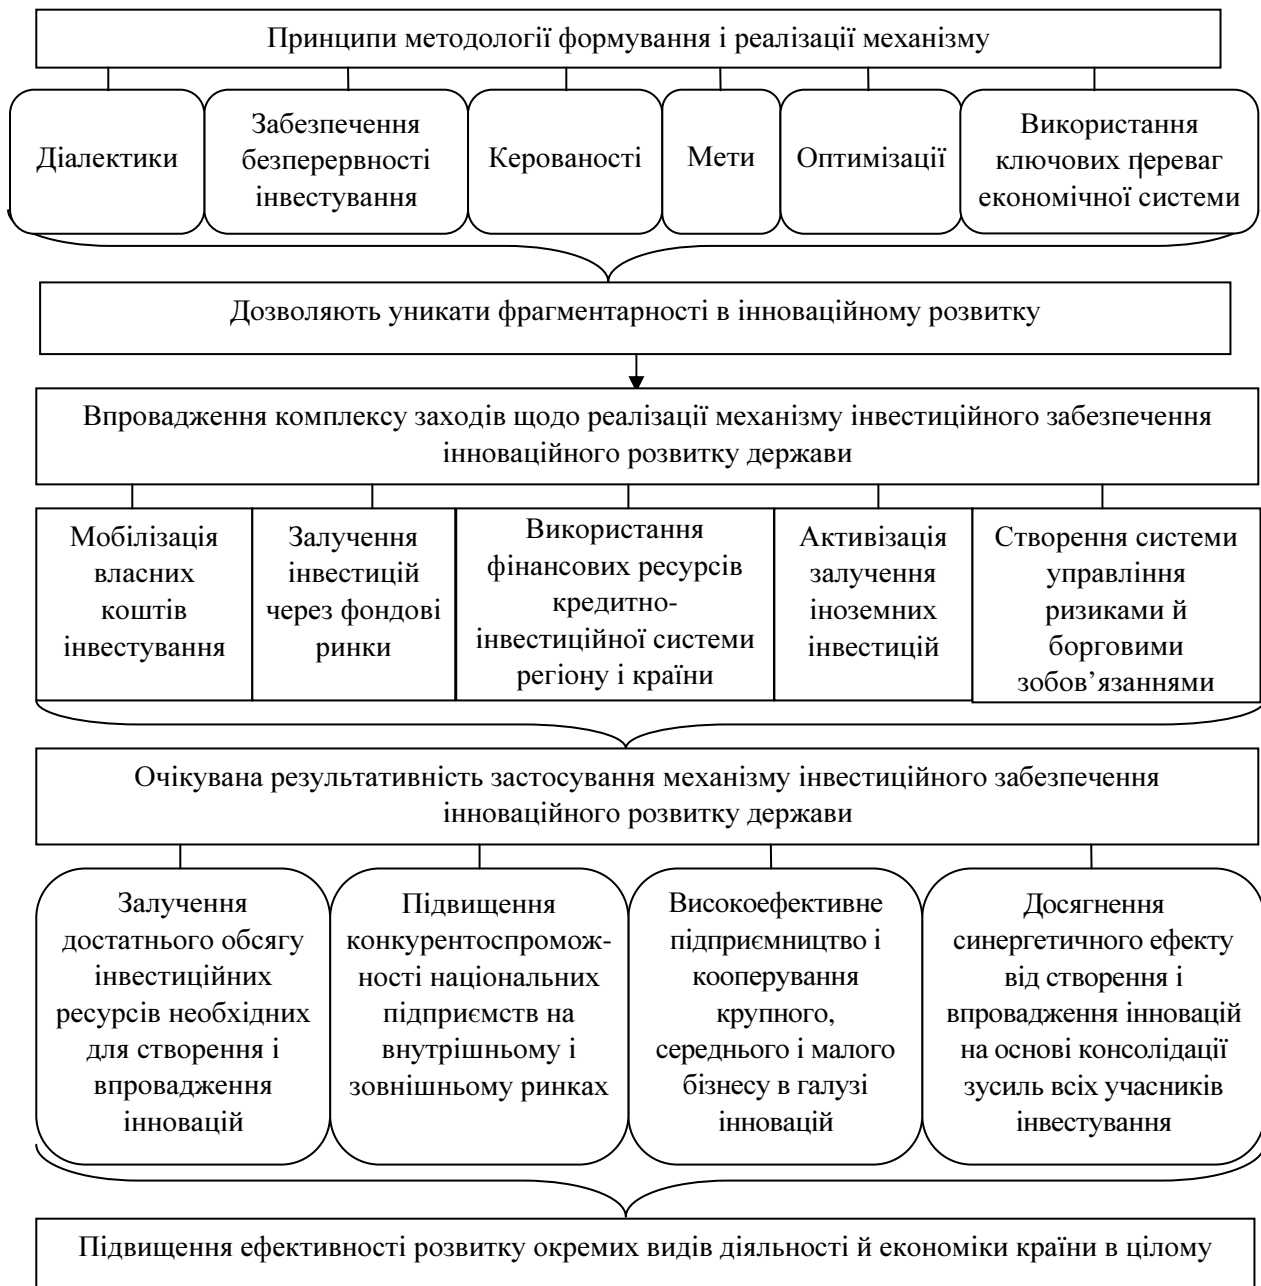 Принципи методології формування і реалізації механізму
Діалектики
Забезпечення
безперервності
інвестування
Керованості
Мети
Оптимізації
Використання
ключових переваг
економічної системи
Дозволяють уникати фрагментарності в інноваційному розвитку
Впровадження комплексу заходів щодо реалізації механізму інвестиційного забезпечення
інноваційного розвитку держави
Мобілізація
власних
коштів
інвестування
Залучення
інвестицій
через фондові
ринки
Використання
фінансових ресурсів
кредитно-
інвестиційної системи
регіону і країни
Активізація
залучення
іноземних
інвестицій
Створення системи
управління
ризиками й
борговими
зобов’язаннями
Очікувана результативність застосування механізму інвестиційного забезпечення
інноваційного розвитку держави
Залучення
достатнього обсягу
інвестиційних
ресурсів необхідних
для створення і
впровадження
інновацій
Підвищення
конкурентоспромож-
ності національних
підприємств на
внутрішньому і
зовнішньому ринках
Високоефективне
підприємництво і
кооперування
крупного,
середнього і малого
бізнесу в галузі
інновацій
Досягнення
синергетичного ефекту
від створення і
впровадження інновацій
на основі консолідації
зусиль всіх учасників
інвестування
Підвищення ефективності розвитку окремих видів діяльності й економіки країни в цілому